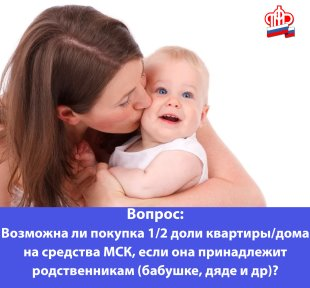 Вопрос:
Возможна ли покупка 1/2 доли квартиры/дома
на средства МСК, если она принадлежит
родственникам (бабушке, дяде и др)?